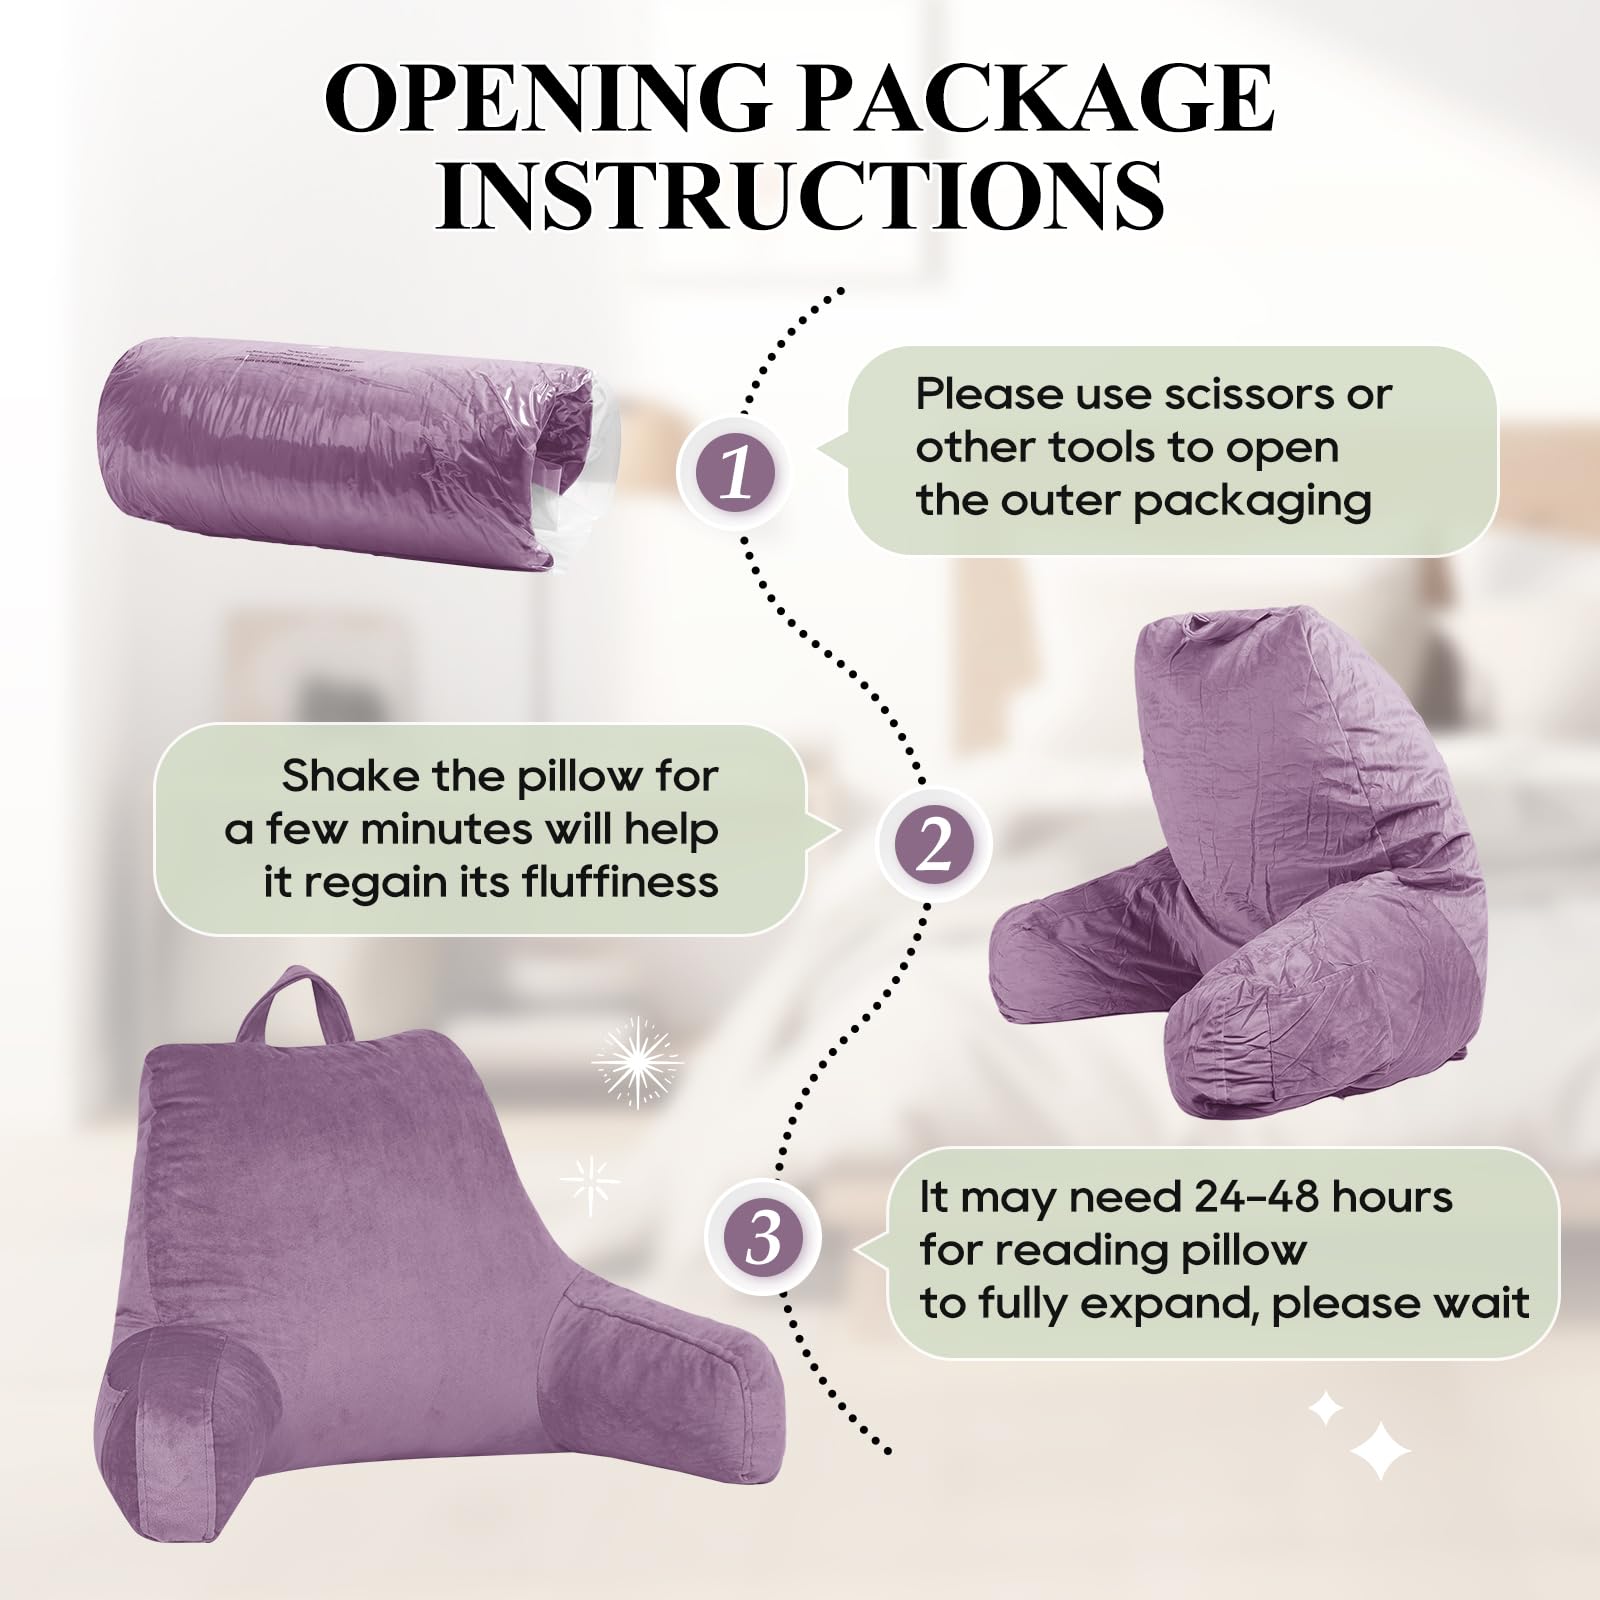 OPENING PACKAGE
INSTRUCTIONS
1
Please use scissors or
other tools to open
the outer packaging
Shake the pillow for
a few minutes will help
it regain its fluffiness
2
3
It may need 24-48 hours
for reading pillow
to fully expand, please wait